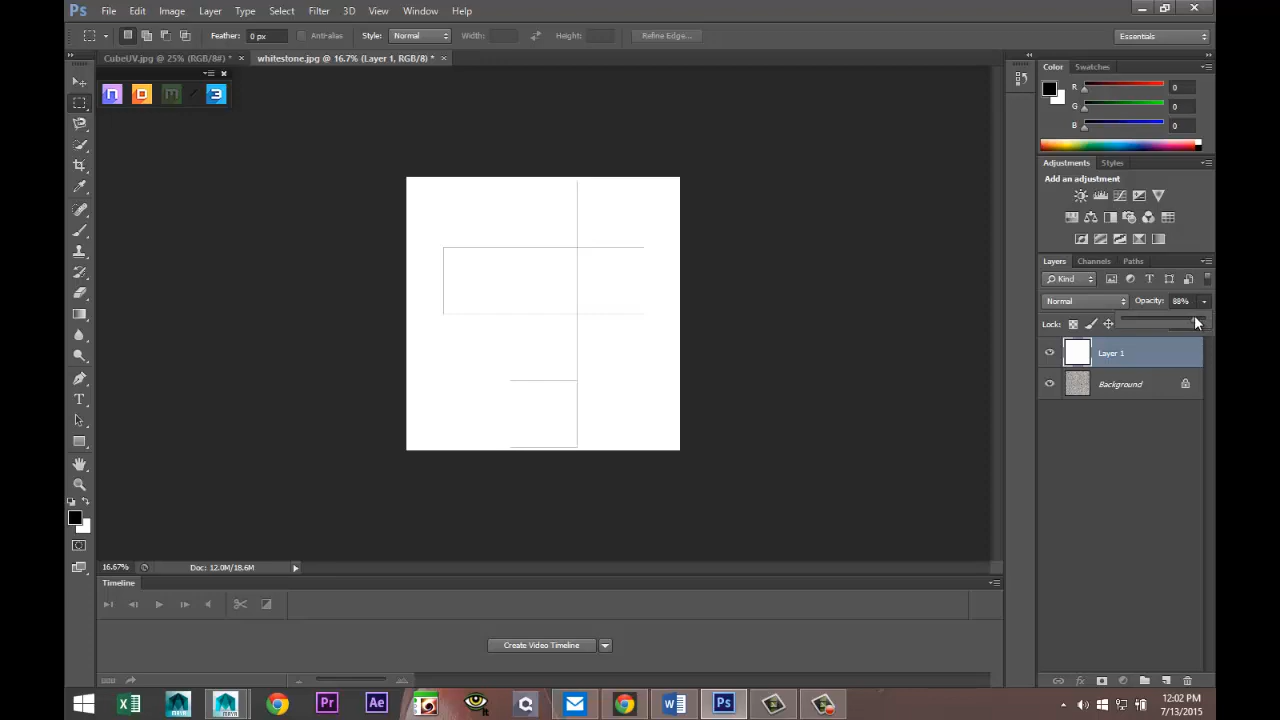 Ps File Edit Image Layer Type Select Filter 3D View Window Help
Feather: 0 px Anti-alias Style: Normal Width: Height: Refine Edge... Essentials
CubeUV.jpg @ 25% (RGB/8#) * × whitestone.jpg @ 16.7% (Layer 1, RGB/8) * ×
Color Swatches
R 0
G 0
B 0
Adjustments Styles
Add an adjustment
Layers Channels Paths
Kind
Normal Opacity: 88%
Lock:
Layer 1
Background
16.67% Doc: 12.0M/18.6M
Timeline
Create Video Timeline
12:02 PM
7/13/2015